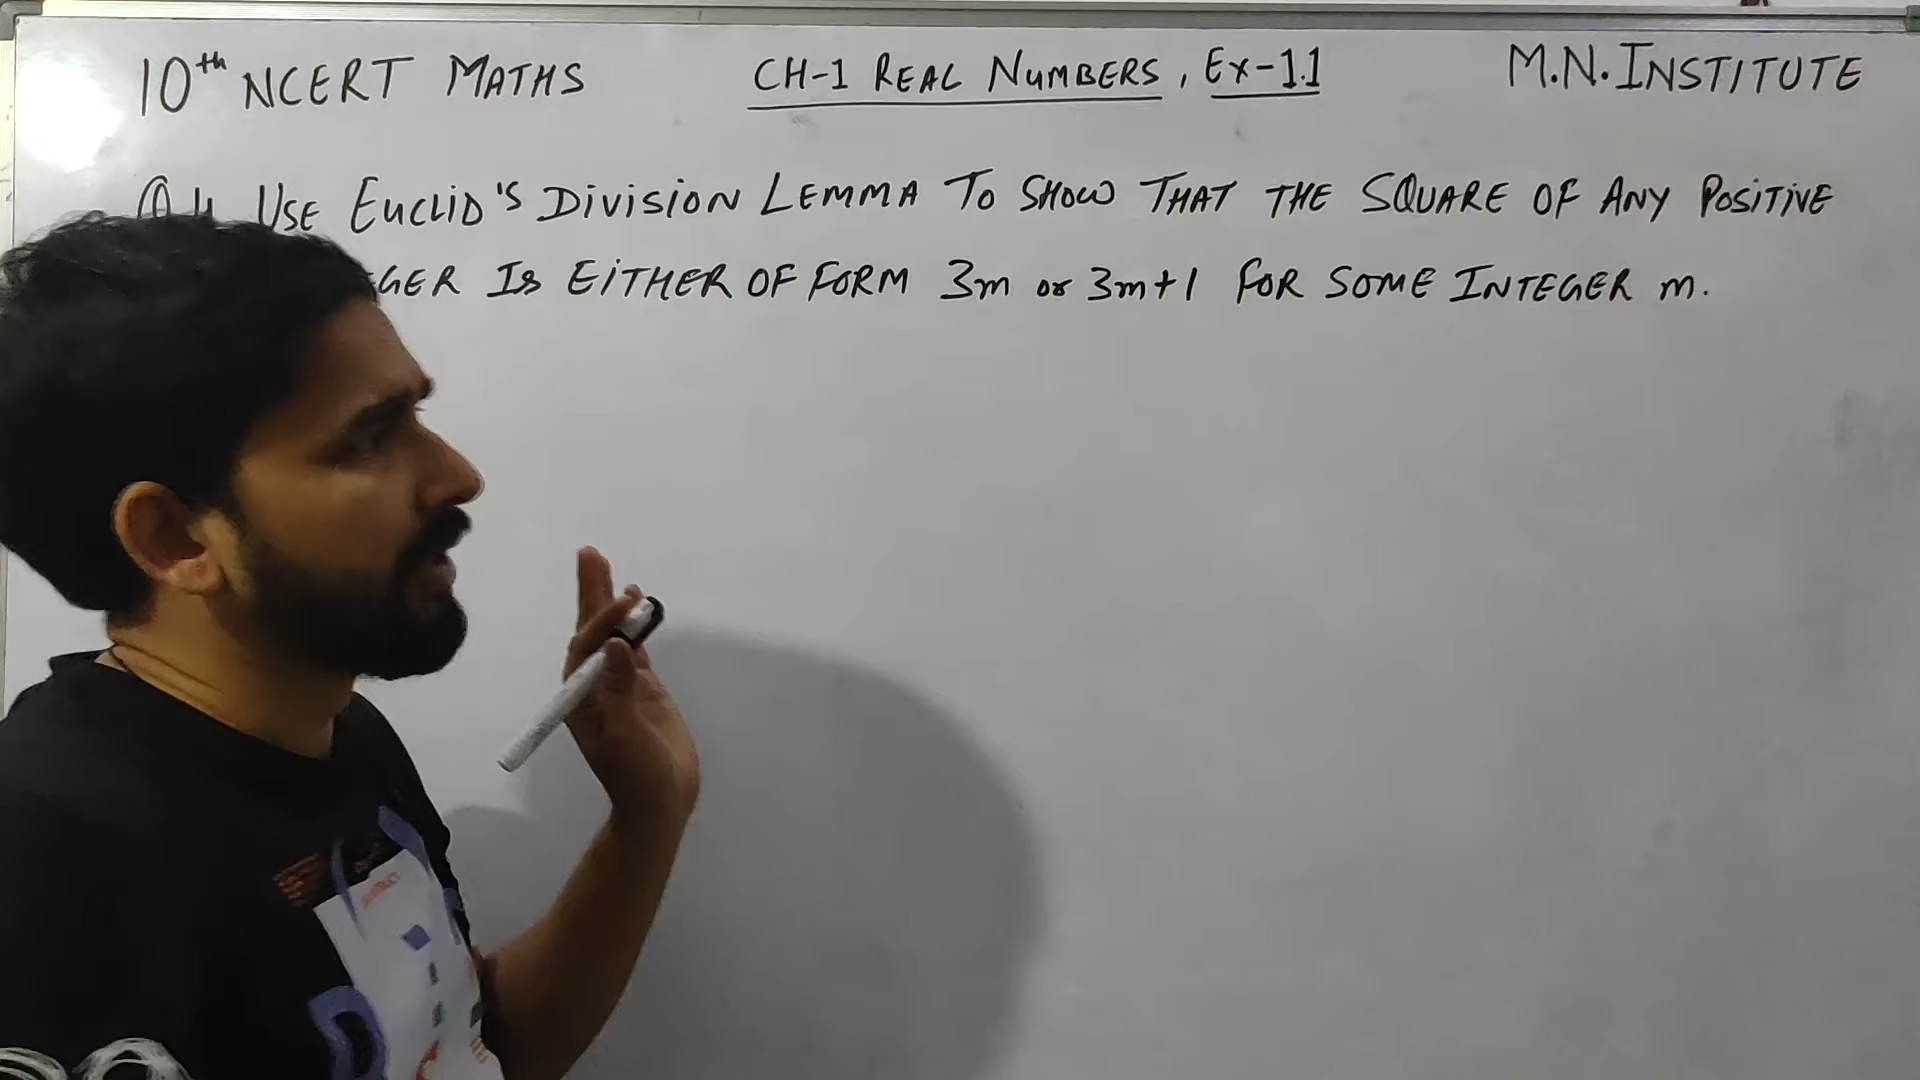 10th NCERT MATHS
CH-1 REAL NUMBERS, Ex-1.1
M.N. INSTITUTE
USE EUCLID'S DIVISION LEMMA TO SHOW THAT THE SQUARE OF ANY POSITIVE
IS EITHER OF FORM 3m or 3m+1 FOR SOME INTEGER m.